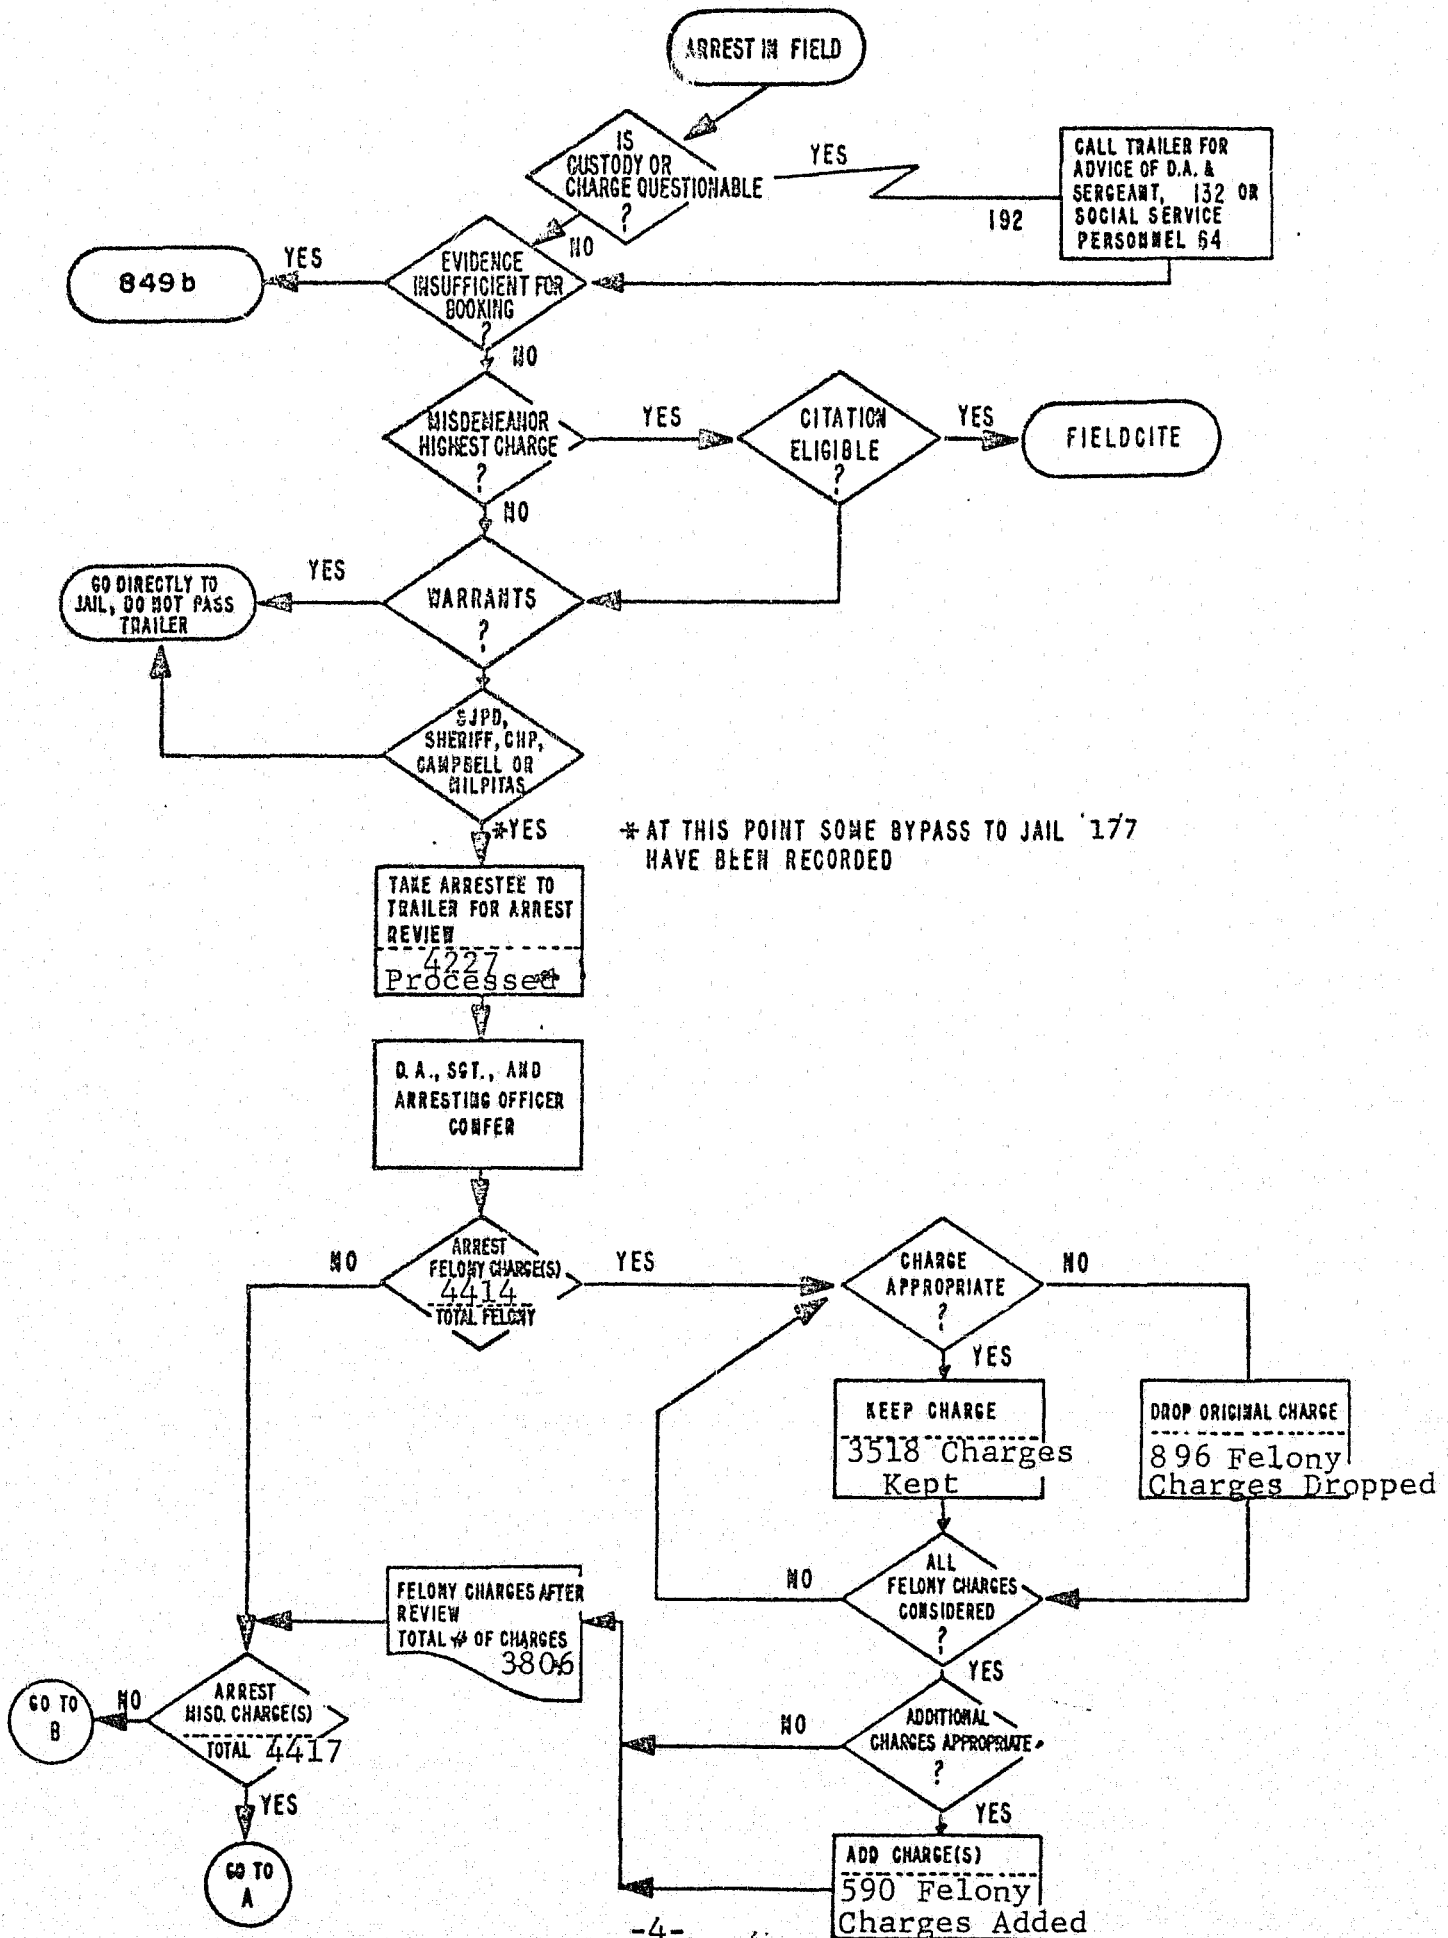 ARREST IN FIELD
IS
CUSTODY OR
CHARGE QUESTIONABLE
?
YES
192
CALL TRAILER FOR
ADVICE OF D.A. &
SERGEANT, 132 OR
SOCIAL SERVICE
PERSONNEL 64
NO
EVIDENCE
INSUFFICIENT FOR
BOOKING
?
YES
849b
NO
MISDEMEANOR
HIGHEST CHARGE
?
YES
CITATION
ELIGIBLE
?
YES
FIELDCITE
NO
WARRANTS
?
YES
GO DIRECTLY TO
JAIL, DO NOT PASS
TRAILER
SJPD,
SHERIFF, CHP,
CAMPBELL OR
MILPITAS
*YES
* AT THIS POINT SOME BYPASS TO JAIL 177
HAVE BEEN RECORDED
TAKE ARRESTEE TO
TRAILER FOR ARREST
REVIEW
4227
Processed
D.A., SGT., AND
ARRESTING OFFICER
CONFER
ARREST
FELONY CHARGE(S)
4414
TOTAL FELONY
NO
YES
CHARGE
APPROPRIATE
?
NO
YES
KEEP CHARGE
3518 Charges
Kept
DROP ORIGINAL CHARGE
896 Felony
Charges Dropped
ALL
FELONY CHARGES
CONSIDERED
?
NO
YES
FELONY CHARGES AFTER
REVIEW
TOTAL # OF CHARGES
3806
ADDITIONAL
CHARGES APPROPRIATE
?
NO
YES
ADD CHARGE(S)
590 Felony
Charges Added
ARREST
MISD. CHARGE(S)
TOTAL 4417
NO
GO TO
B
YES
GO TO
A
-4-